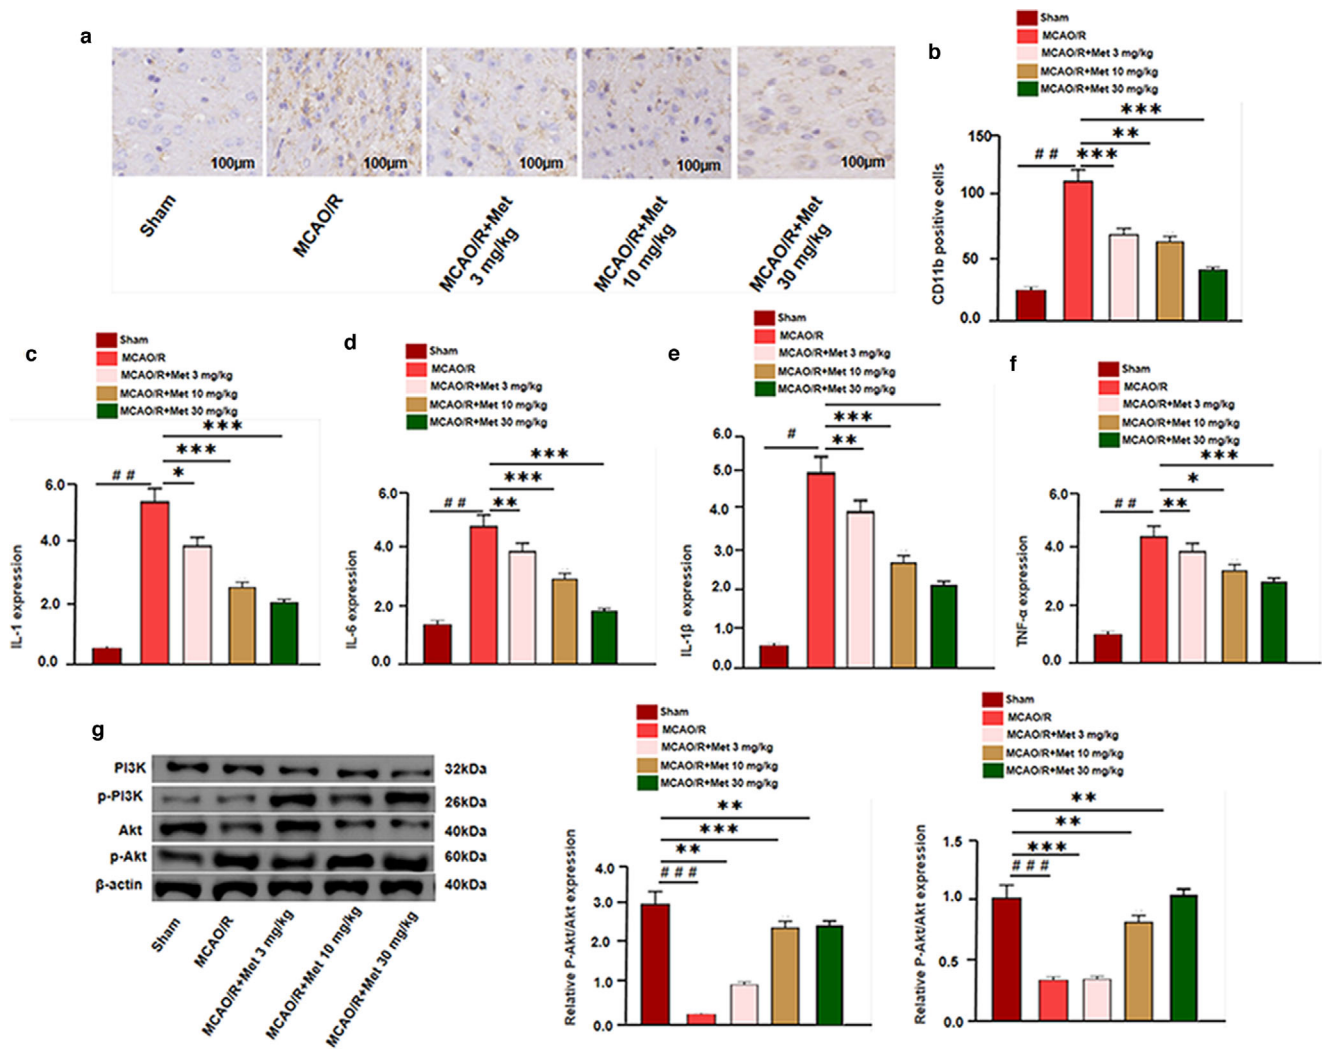 a
100μm
100μm
100μm
100μm
100μm
Sham
MCAO/R
MCAO/R+Met
3 mg/kg
MCAO/R+Met
10 mg/kg
MCAO/R+Met
30 mg/kg
b
Sham
MCAO/R
MCAO/R+Met 3 mg/kg
MCAO/R+Met 10 mg/kg
MCAO/R+Met 30 mg/kg
CD11b positive cells
150
100
50
0.0
***
**
##
***
c
Sham
MCAO/R
MCAO/R+Met 3 mg/kg
MCAO/R+Met 10 mg/kg
MCAO/R+Met 30 mg/kg
IL-1 expression
6.0
4.0
2.0
0.0
***
***
##
*
d
Sham
MCAO/R
MCAO/R+Met 3 mg/kg
MCAO/R+Met 10 mg/kg
MCAO/R+Met 30 mg/kg
IL-6 expression
6.0
4.0
2.0
0.0
***
***
##
**
e
Sham
MCAO/R
MCAO/R+Met 3 mg/kg
MCAO/R+Met 10 mg/kg
MCAO/R+Met 30 mg/kg
IL-1β expression
6.0
5.0
4.0
3.0
2.0
1.0
0.0
***
#
**
f
Sham
MCAO/R
MCAO/R+Met 3 mg/kg
MCAO/R+Met 10 mg/kg
MCAO/R+Met 30 mg/kg
TNF-α expression
6.0
4.0
2.0
0.0
***
*
##
**
g
PI3K
32kDa
p-PI3K
26kDa
Akt
40kDa
p-Akt
60kDa
β-actin
40kDa
Sham
MCAO/R
MCAO/R+Met 3 mg/kg
MCAO/R+Met 10 mg/kg
MCAO/R+Met 30 mg/kg
Sham
MCAO/R
MCAO/R+Met 3 mg/kg
MCAO/R+Met 10 mg/kg
MCAO/R+Met 30 mg/kg
Relative P-Akt/Akt expression
4.0
3.0
2.0
1.0
0.0
**
***
**
###
Sham
MCAO/R
MCAO/R+Met 3 mg/kg
MCAO/R+Met 10 mg/kg
MCAO/R+Met 30 mg/kg
Relative P-Akt/Akt expression
1.5
1.0
0.5
0.0
**
**
***
###